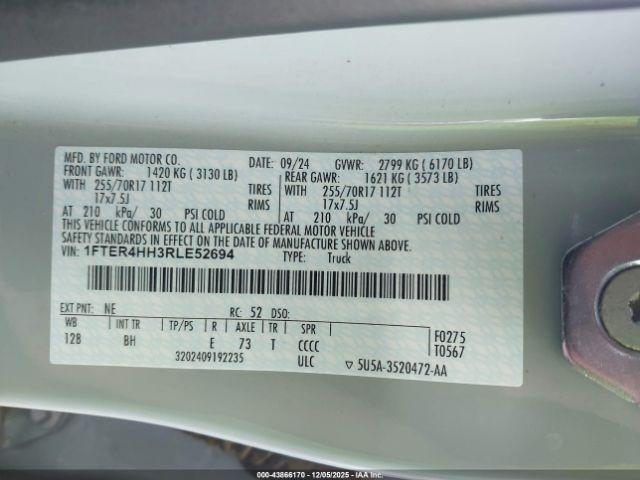 MFD. BY FORD MOTOR CO. DATE: 09/24 GVWR: 2799 KG ( 6170 LB)
FRONT GAWR: 1420 KG ( 3130 LB) REAR GAWR: 1621 KG ( 3573 LB)
WITH 255/70R17 112T TIRES WITH 255/70R17 112T TIRES
17x7.5J RIMS 17x7.5J RIMS
AT 210 kPa/ 30 PSI COLD AT 210 kPa/ 30 PSI COLD
THIS VEHICLE CONFORMS TO ALL APPLICABLE FEDERAL MOTOR VEHICLE
SAFETY STANDARDS IN EFFECT ON THE DATE OF MANUFACTURE SHOWN ABOVE.
VIN: 1FTER4HH3RLE52694 TYPE: Truck
EXT PNT: NE RC: 52 DSO:
WB INT TR TP/PS R AXLE TR SPR F0275
12B BH E 73 T CCCC T0567
3202409192235 ULC ▽ 5U5A-3520472-AA
000-43866170 - 12/05/2025 - IAA Inc.